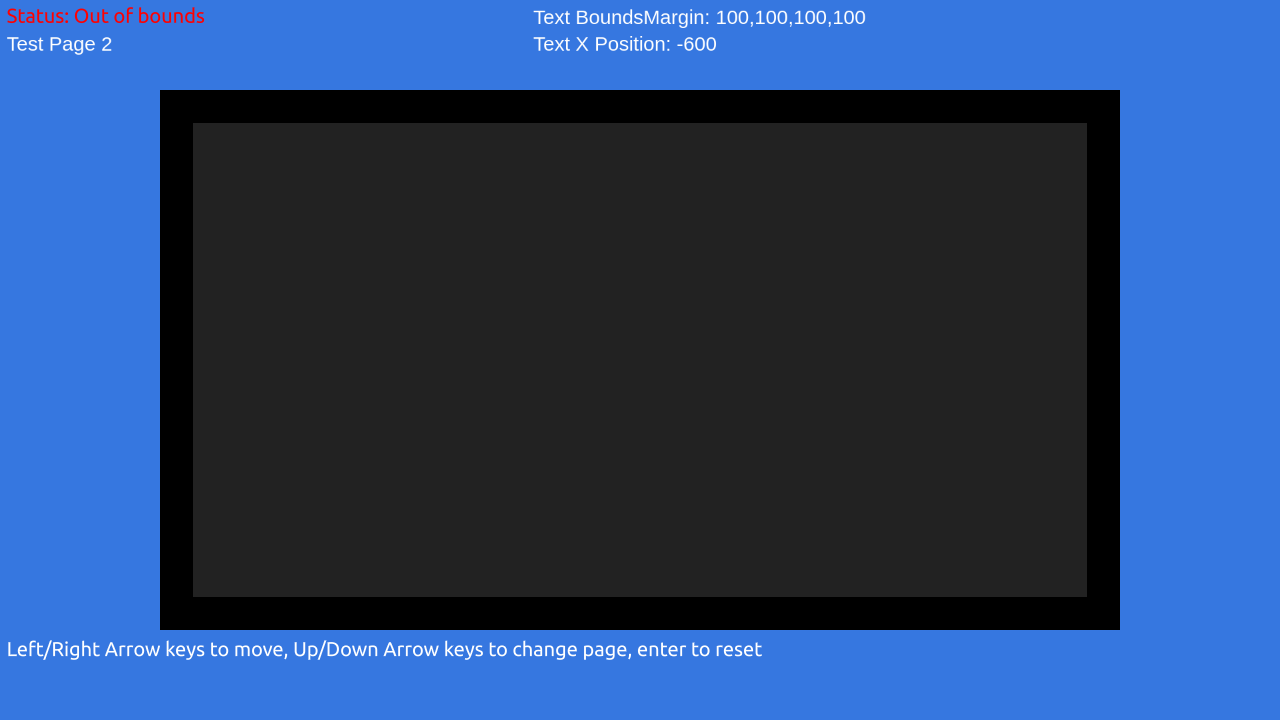 Status: Out of bounds
Test Page 2
Text BoundsMargin: 100,100,100,100
Text X Position: -600
Left/Right Arrow keys to move, Up/Down Arrow keys to change page, enter to reset